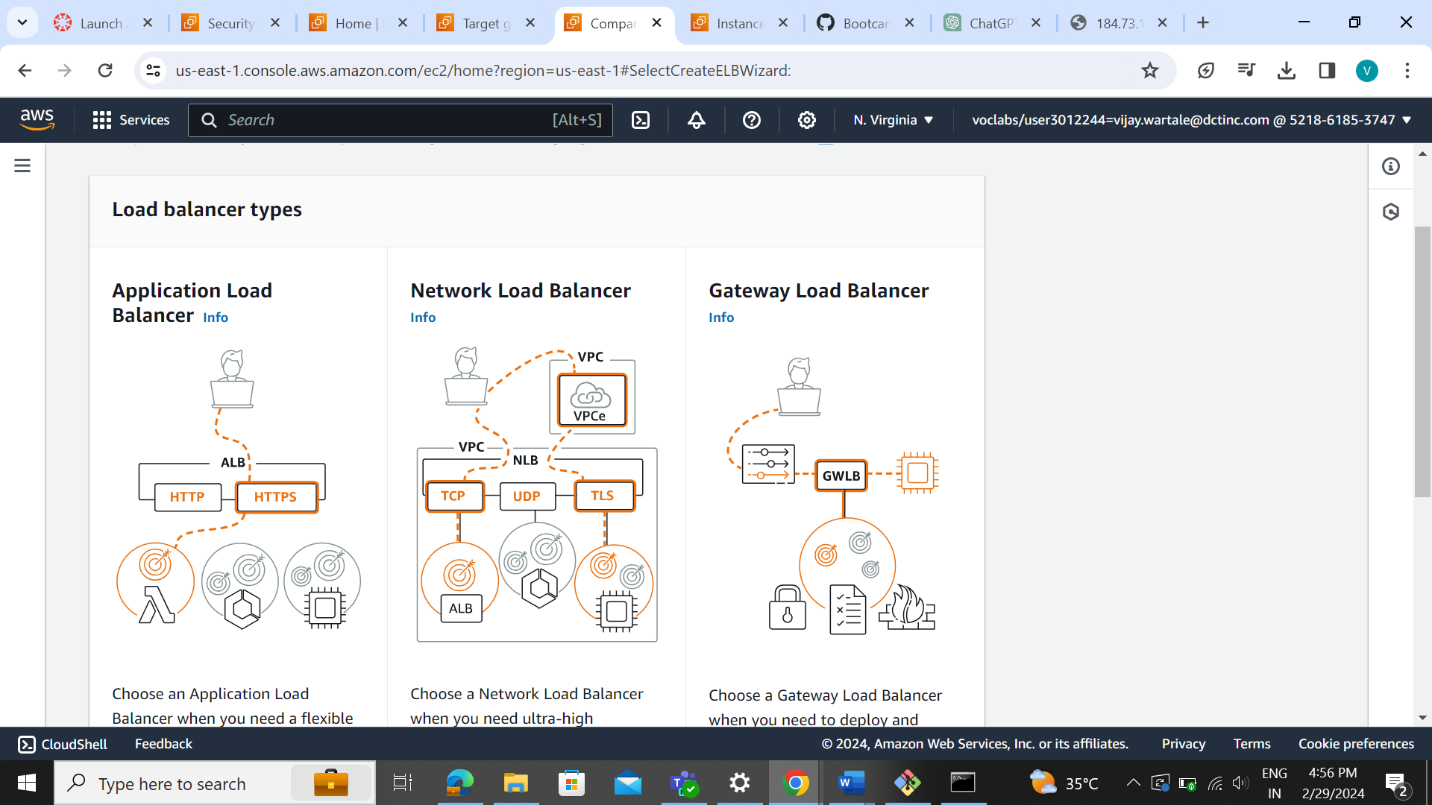 Launch
Security
Home |
Target g
Compar
Instance
Bootcam
ChatGPT
184.73.1
us-east-1.console.aws.amazon.com/ec2/home?region=us-east-1#SelectCreateELBWizard:
V
aws
Services
Search
[Alt+S]
N. Virginia
voclabs/user3012244=vijay.wartale@dctinc.com @ 5218-6185-3747
Load balancer types
Application Load
Balancer Info
ALB
HTTP
HTTPS
Choose an Application Load
Balancer when you need a flexible
Network Load Balancer
Info
VPC
VPCe
VPC
NLB
TCP
UDP
TLS
ALB
Choose a Network Load Balancer
when you need ultra-high
Gateway Load Balancer
Info
GWLB
Choose a Gateway Load Balancer
when you need to deploy and
CloudShell
Feedback
© 2024, Amazon Web Services, Inc. or its affiliates.
Privacy
Terms
Cookie preferences
Type here to search
35°C
ENG
IN
4:56 PM
2/29/2024
2